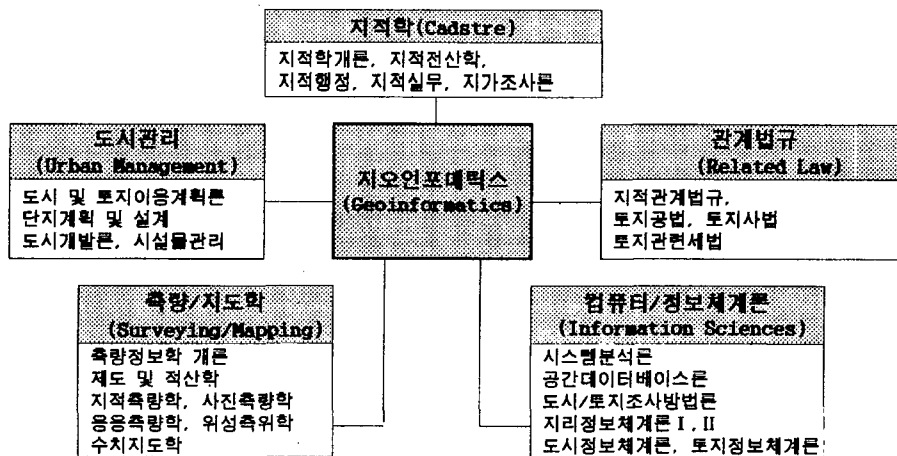 지적학(Cadstre)
지적학개론, 지적전산학,
지적행정, 지적실무, 지가조사론
도시관리
(Urban Management)
도시 및 토지이용계획론
단지계획 및 설계
도시개발론, 시설물관리
지오인포매틱스
(Geoinformatics)
관계법규
(Related Law)
지적관계법규,
토지공법, 토지사법
토지관련세법
측량/지도학
(Surveying/Mapping)
측량정보학 개론
제도 및 적산학
지적측량학, 사진측량학
응용측량학, 위성측위학
수치지도학
컴퓨터/정보체계론
(Information Sciences)
시스템분석론
공간데이터베이스론
도시/토지조사방법론
지리정보체계론Ⅰ,Ⅱ
도시정보체계론, 토지정보체계론